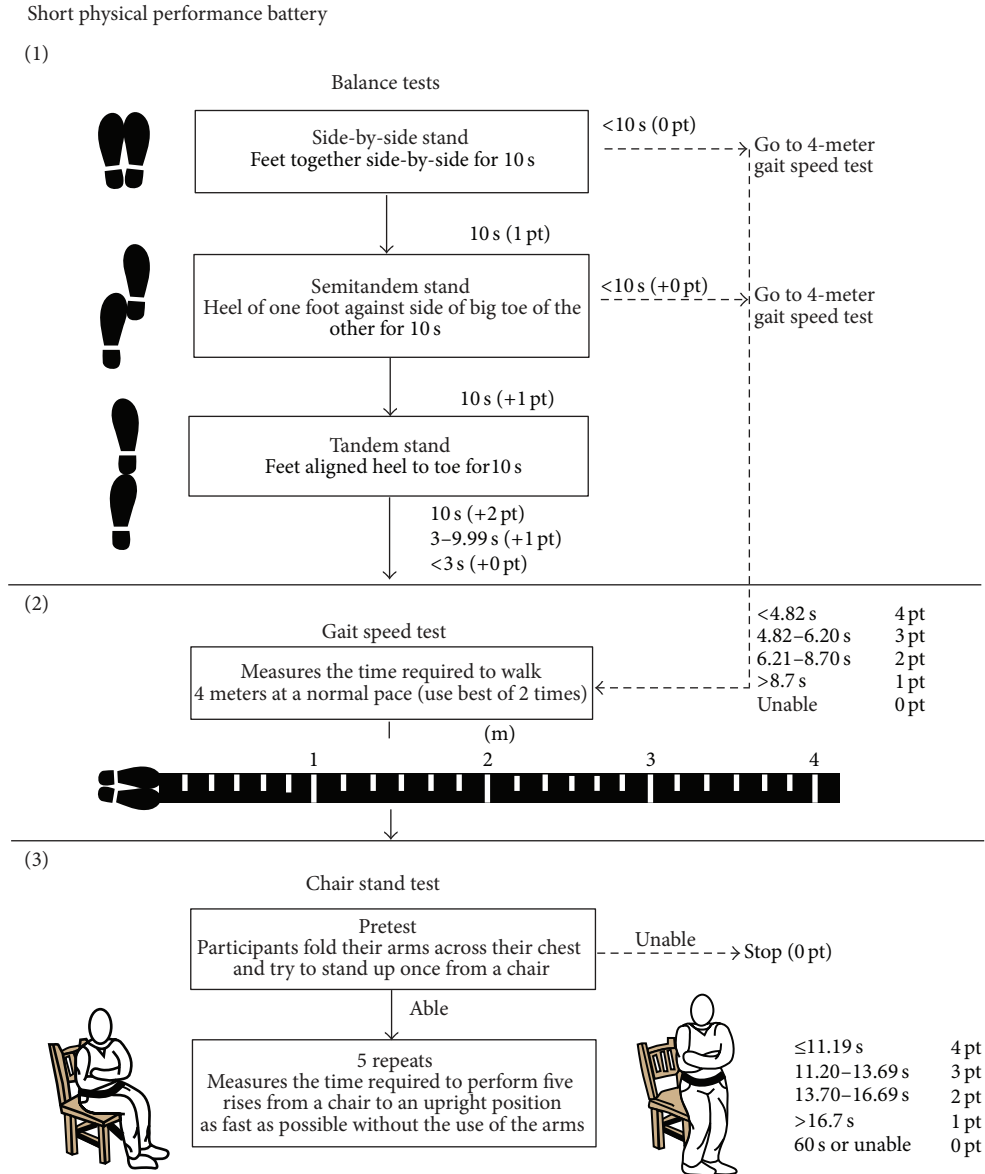 Short physical performance battery
(1)
Balance tests
Side-by-side stand
Feet together side-by-side for 10 s
<10 s (0 pt)
Go to 4-meter
gait speed test
10 s (1 pt)
Semitandem stand
Heel of one foot against side of big toe of the
other for 10 s
<10 s (+0 pt)
Go to 4-meter
gait speed test
10 s (+1 pt)
Tandem stand
Feet aligned heel to toe for10 s
10 s (+2 pt)
3–9.99 s (+1 pt)
<3 s (+0 pt)
(2)
Gait speed test
Measures the time required to walk
4 meters at a normal pace (use best of 2 times)
<4.82 s 4 pt
4.82–6.20 s 3 pt
6.21–8.70 s 2 pt
>8.7 s 1 pt
Unable 0 pt
(m)
1 2 3 4
(3)
Chair stand test
Pretest
Participants fold their arms across their chest
and try to stand up once from a chair
Unable
Stop (0 pt)
Able
5 repeats
Measures the time required to perform five
rises from a chair to an upright position
as fast as possible without the use of the arms
≤11.19 s 4 pt
11.20–13.69 s 3 pt
13.70–16.69 s 2 pt
>16.7 s 1 pt
60 s or unable 0 pt